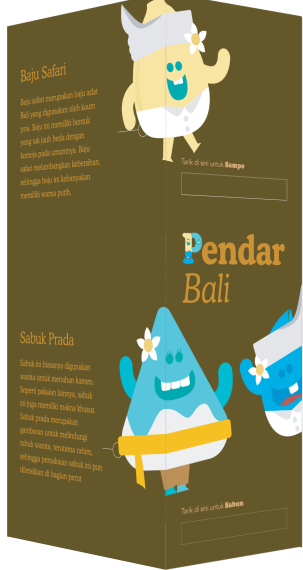 Baju Safari
Baju safari merupakan baju adat
Bali yang digunakan oleh kaum
pria. Baju ini memiliki bentuk
yang tak jauh beda dengan
kemeja pada umumnya. Baju
safari melambangkan kebersihan,
sehingga baju ini kebanyakan
memiliki warna putih.
Tarik di sini untuk Sampo
Pendar
Bali
Sabuk Prada
Sabuk ini biasanya digunakan
wanita untuk menahan kamen.
Seperti pakaian lainnya, sabuk
ini juga memiliki makna khusus.
Sabuk prada merupakan
gambaran untuk melindungi
tubuh wanita, terutama rahim,
sehingga pemakaian sabuk ini pun
diletakkan di bagian perut
Tarik di sini untuk Sabun